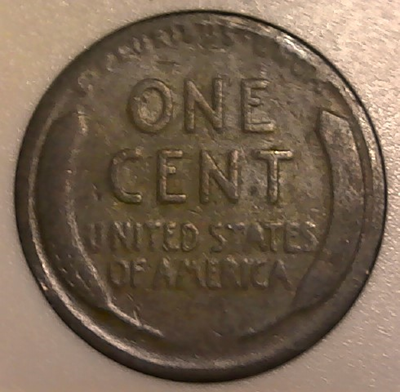 ONE
CENT
UNITED STATES
OF AMERICA